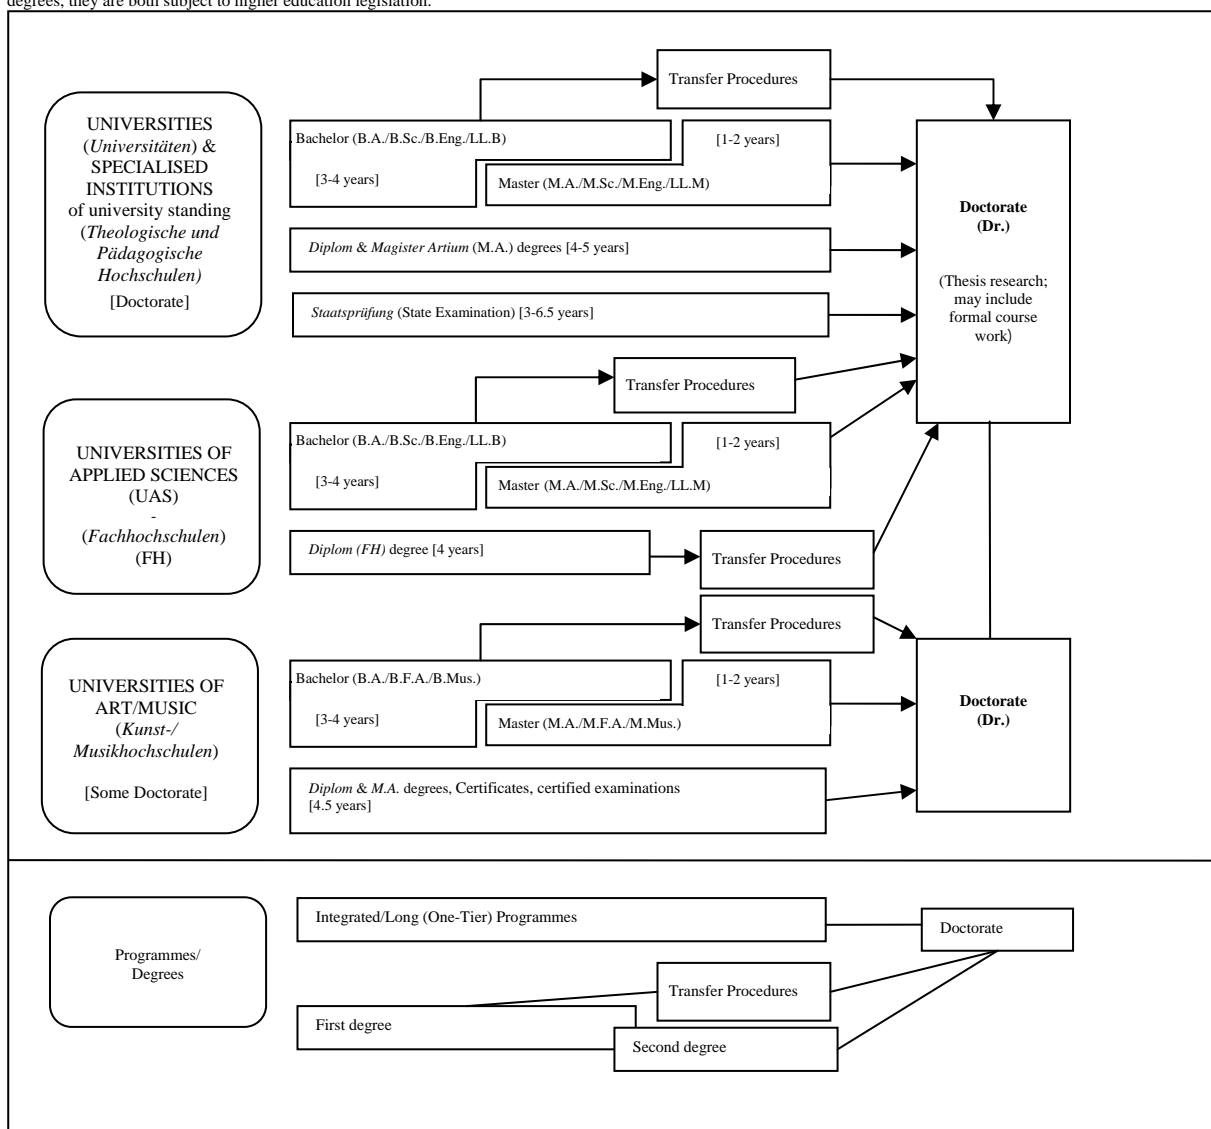 degrees, they are both subject to higher education legislation.
Transfer Procedures
UNIVERSITIES
(Universitäten) &
SPECIALISED
INSTITUTIONS
of university standing
(Theologische und
Pädagogische
Hochschulen)
[Doctorate]
Bachelor (B.A./B.Sc./B.Eng./LL.B)
[3-4 years]
[1-2 years]
Master (M.A./M.Sc./M.Eng./LL.M)
Diplom & Magister Artium (M.A.) degrees [4-5 years]
Staatsprüfung (State Examination) [3-6.5 years]
Doctorate
(Dr.)
(Thesis research;
may include
formal course
work)
Transfer Procedures
UNIVERSITIES OF
APPLIED SCIENCES
(UAS)
-
(Fachhochschulen)
(FH)
Bachelor (B.A./B.Sc./B.Eng./LL.B)
[3-4 years]
[1-2 years]
Master (M.A./M.Sc./M.Eng./LL.M)
Diplom (FH) degree [4 years]
Transfer Procedures
Transfer Procedures
UNIVERSITIES OF
ART/MUSIC
(Kunst-/
Musikhochschulen)
[Some Doctorate]
Bachelor (B.A./B.F.A./B.Mus.)
[3-4 years]
[1-2 years]
Master (M.A./M.F.A./M.Mus.)
Diplom & M.A. degrees, Certificates, certified examinations
[4.5 years]
Doctorate
(Dr.)
Programmes/
Degrees
Integrated/Long (One-Tier) Programmes
Doctorate
Transfer Procedures
First degree
Second degree